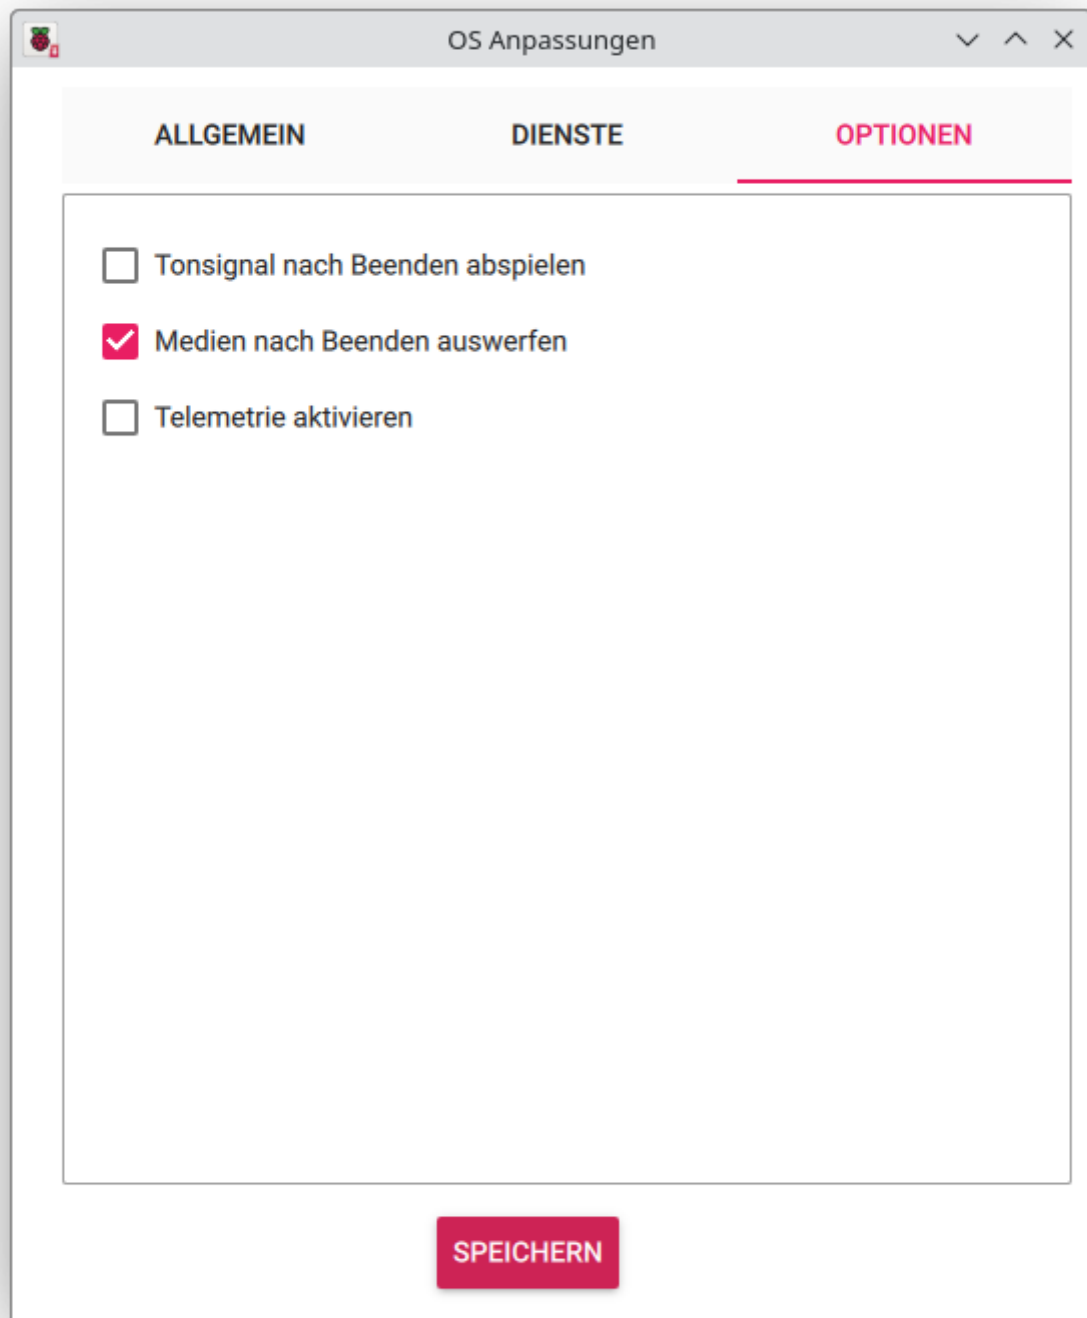 OS Anpassungen
ALLGEMEIN DIENSTE OPTIONEN
Tonsignal nach Beenden abspielen
Medien nach Beenden auswerfen
Telemetrie aktivieren
SPEICHERN